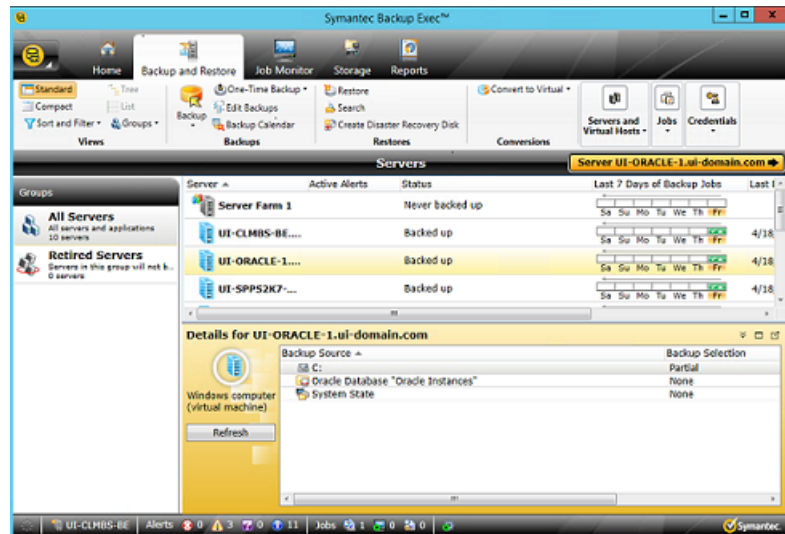 Symantec Backup Exec™
Home Backup and Restore Job Monitor Storage Reports
Standard Tree
Compact List
Sort and Filter Groups
Views
Backup
One-Time Backup
Edit Backups
Backup Calendar
Backups
Restore
Search
Create Disaster Recovery Disk
Restores
Convert to Virtual
Conversions
Servers and Virtual Hosts
Jobs
Credentials
Servers
Server UI-ORACLE-1.ui-domain.com
Groups
All Servers
All servers and applications
10 servers
Retired Servers
Servers in this group will not b..
0 servers
Server Active Alerts Status Last 7 Days of Backup Jobs Last
Server Farm 1 Never backed up
Sa Su Mo Tu We Th Fr
UI-CLMBS-BE.... Backed up 4/18
Sa Su Mo Tu We Th Fr
UI-ORACLE-1.... Backed up 4/18
Sa Su Mo Tu We Th Fr
UI-SPPS2K7-... Backed up 4/18
Sa Su Mo Tu We Th Fr
Details for UI-ORACLE-1.ui-domain.com
Windows computer
(virtual machine)
Refresh
Backup Source Backup Selection
C: Partial
Oracle Database "Oracle Instances" None
System State None
UI-CLMBS-BE Alerts 0 3 0 11 Jobs 1 0 0 Symantec.